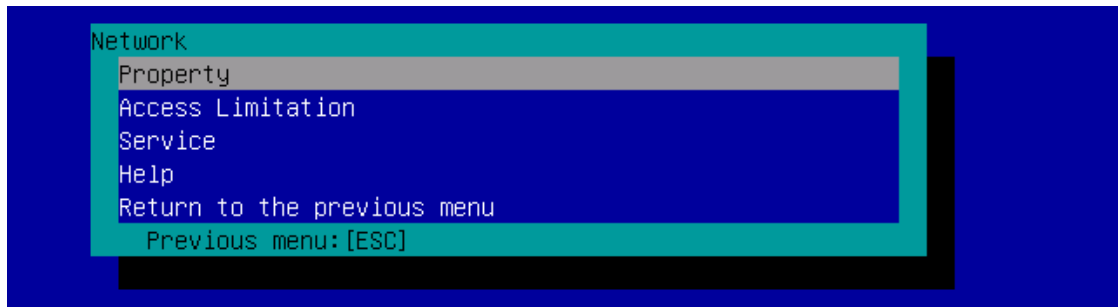 Network
Property
Access Limitation
Service
Help
Return to the previous menu
Previous menu:[ESC]